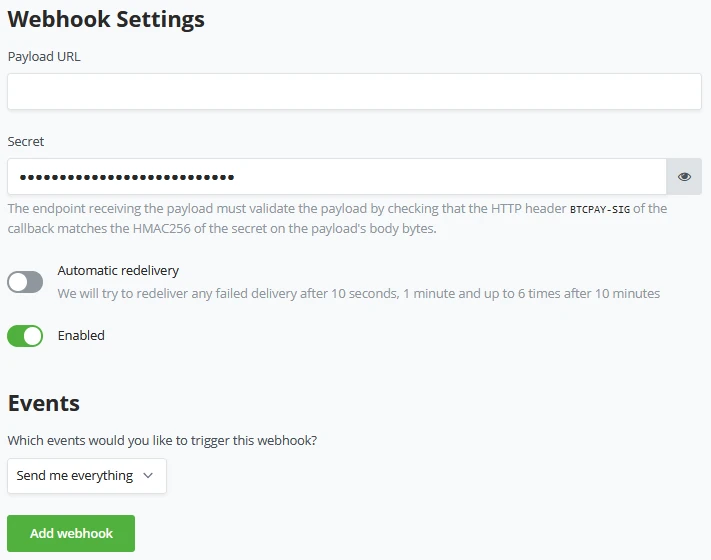 Webhook Settings
Payload URL
Secret
•••••••••••••••••••••••••••
The endpoint receiving the payload must validate the payload by checking that the HTTP header BTCPAY-SIG of the
callback matches the HMAC256 of the secret on the payload's body bytes.
Automatic redelivery
We will try to redeliver any failed delivery after 10 seconds, 1 minute and up to 6 times after 10 minutes
Enabled
Events
Which events would you like to trigger this webhook?
Send me everything
Add webhook